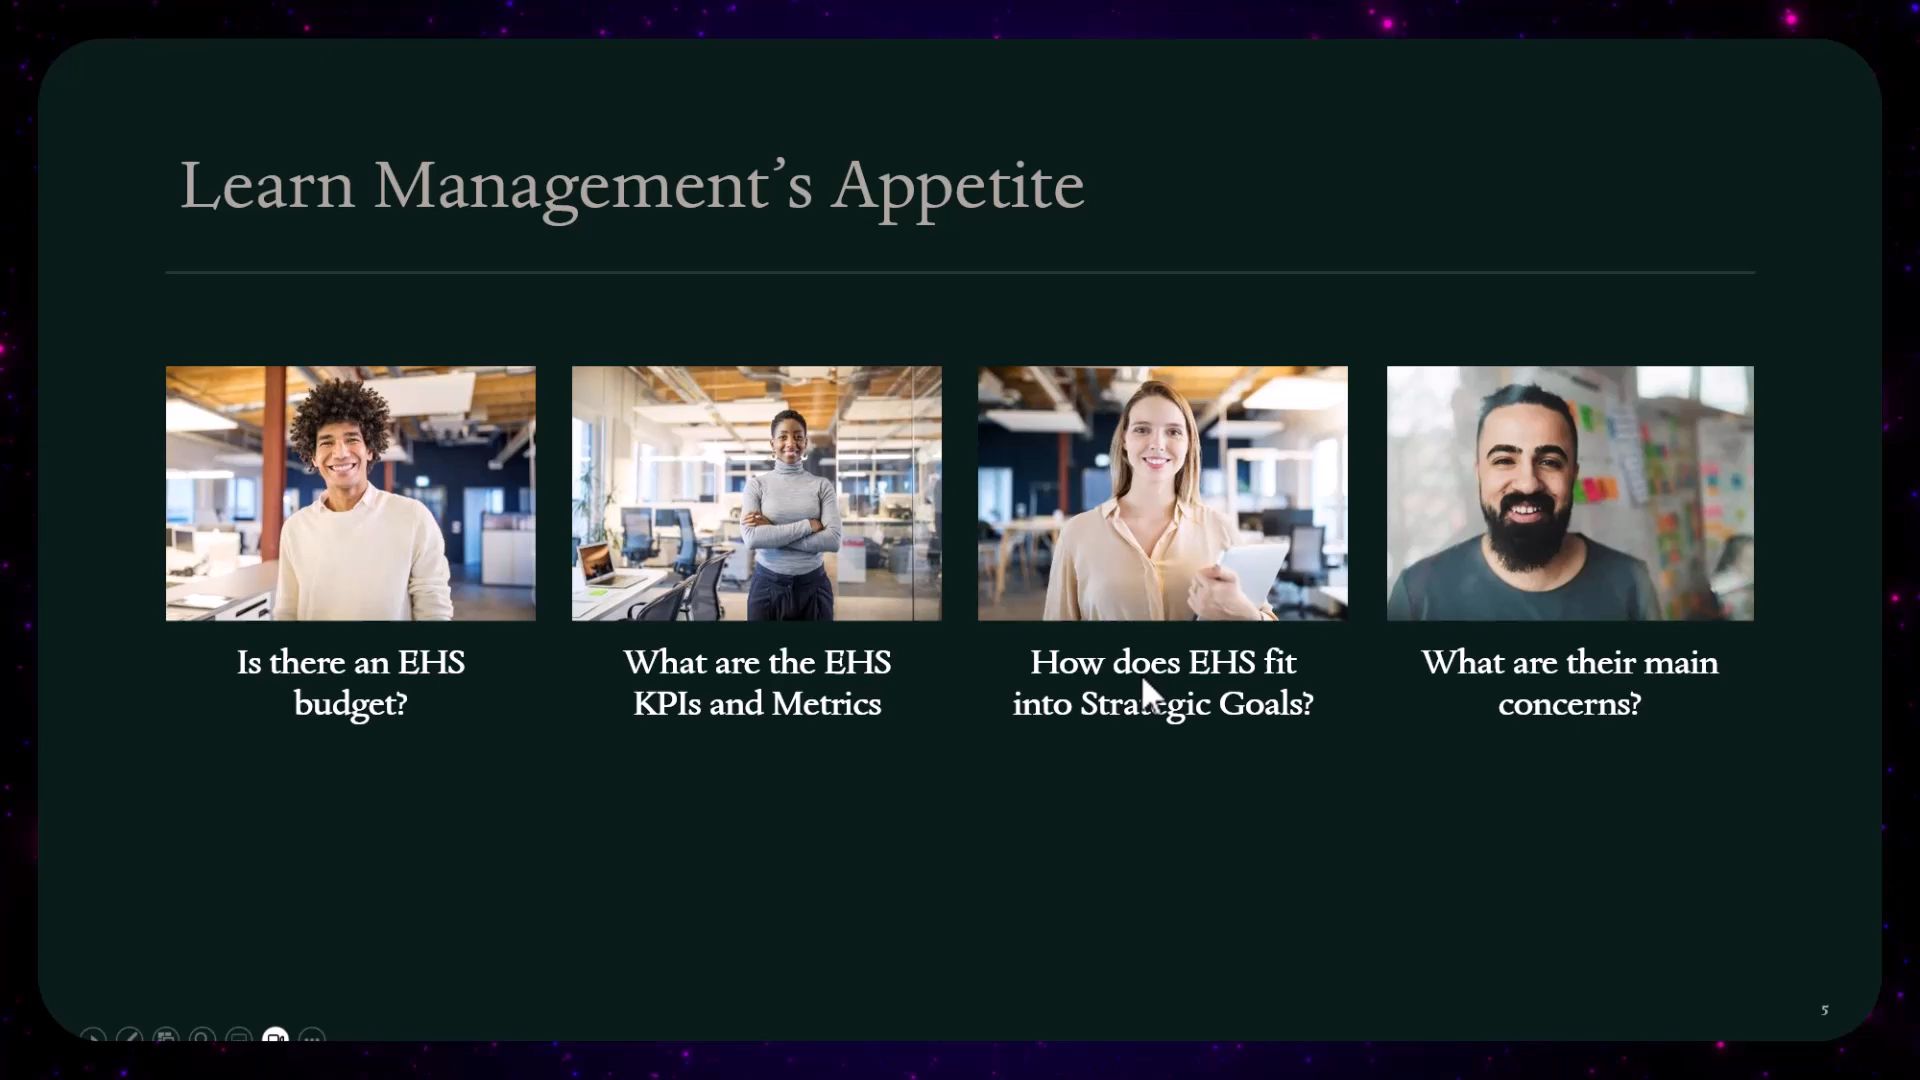 Learn Management’s Appetite
Is there an EHS
budget?
What are the EHS
KPIs and Metrics
How does EHS fit
into Strategic Goals?
What are their main
concerns?
5